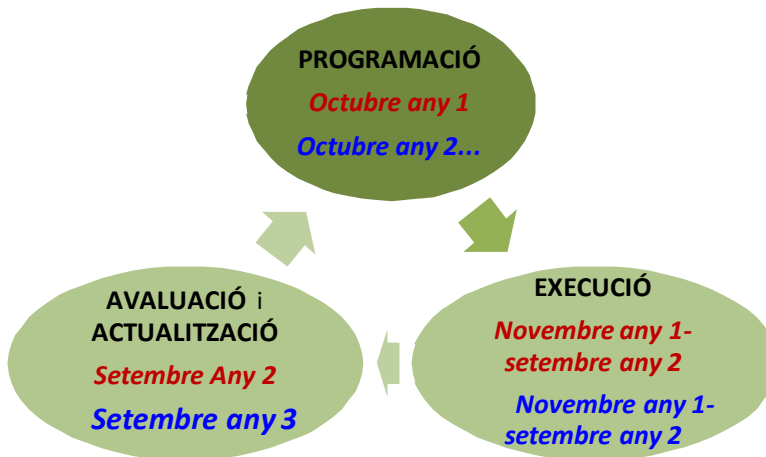 PROGRAMACIÓ
Octubre any 1
Octubre any 2...
AVALUACIÓ i
ACTUALITZACIÓ
Setembre Any 2
Setembre any 3
EXECUCIÓ
Novembre any 1-
setembre any 2
Novembre any 1-
setembre any 2